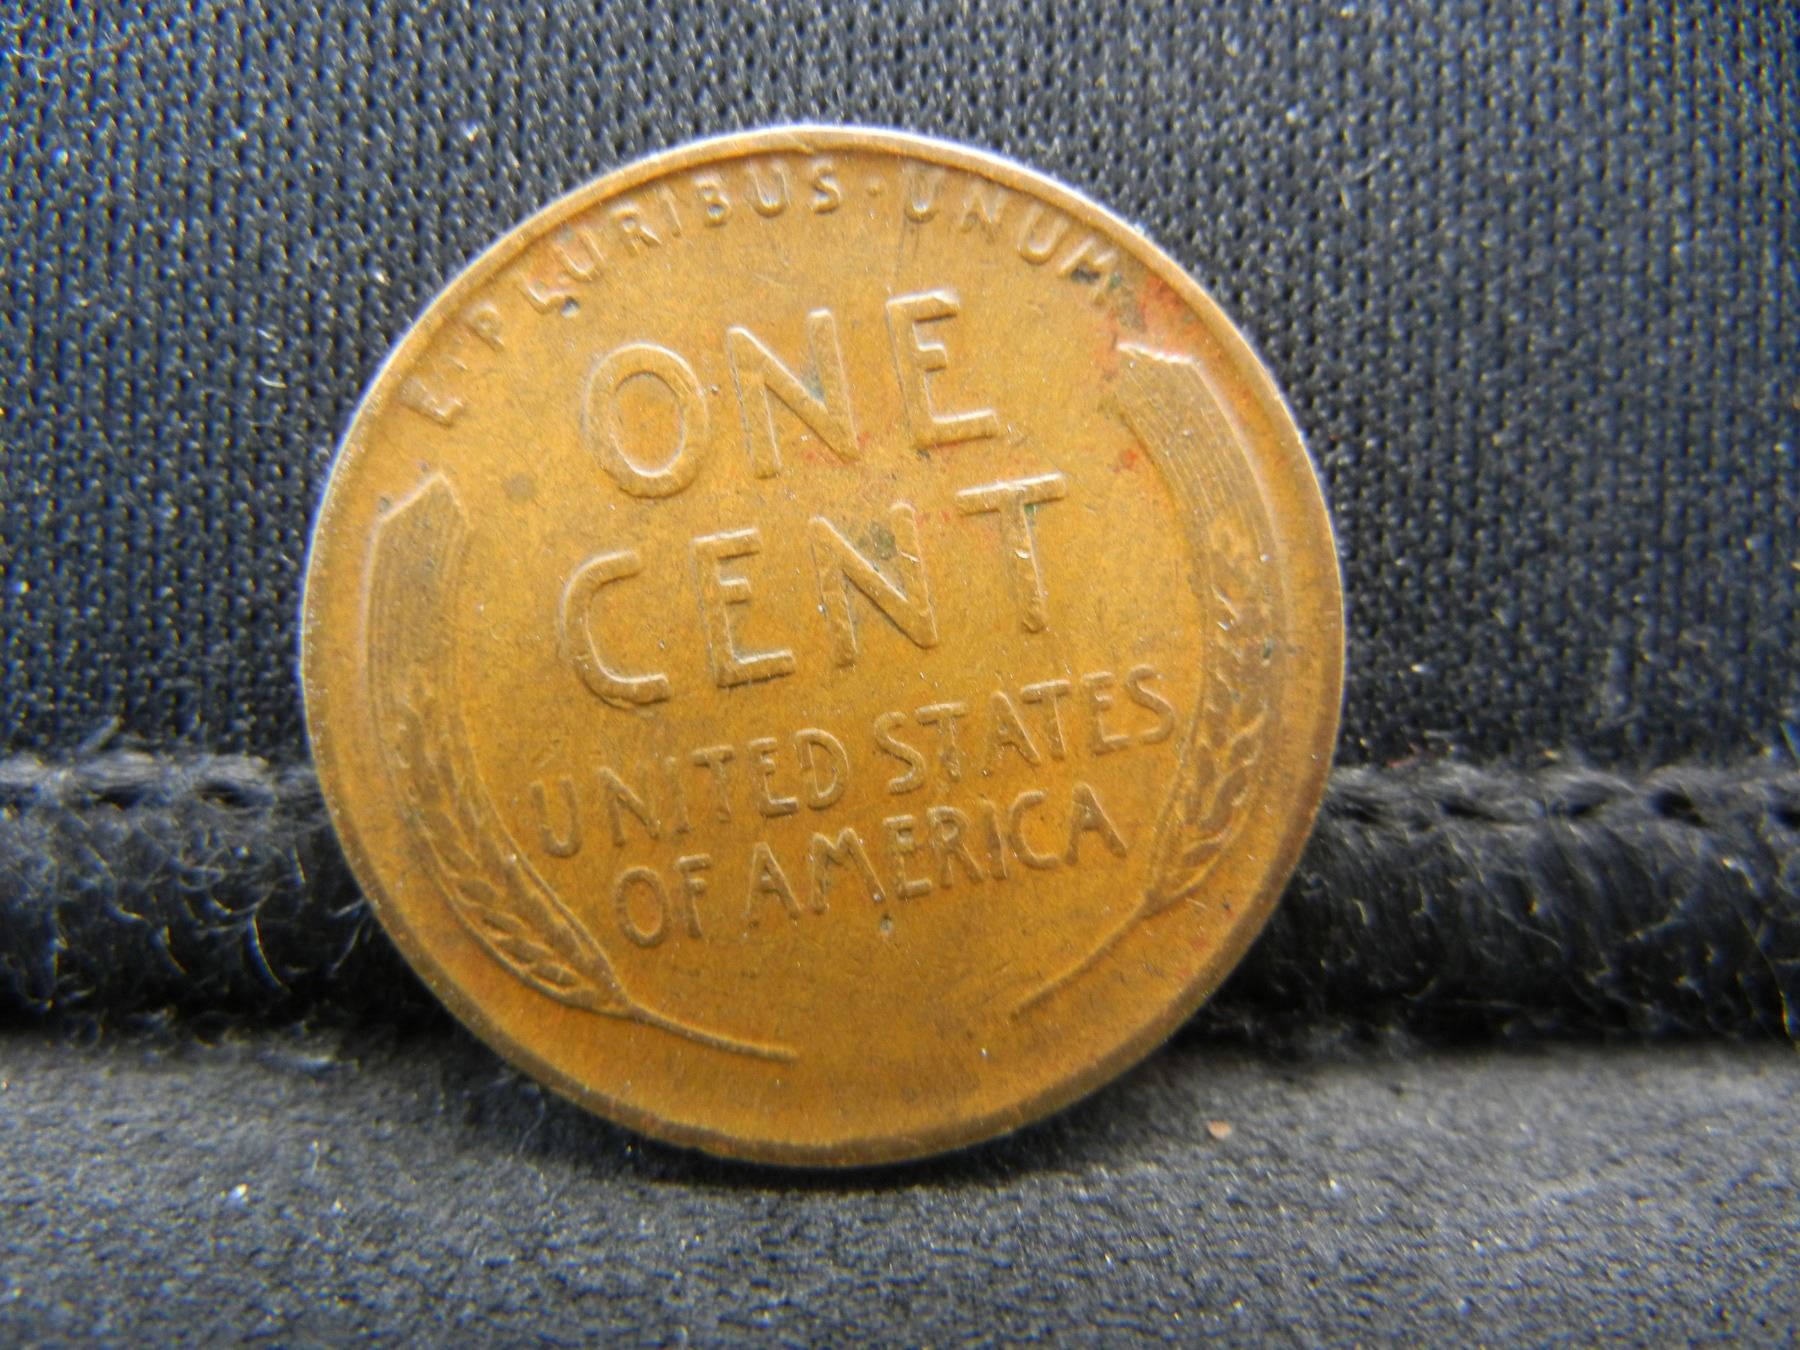 E·PLURIBUS·UNUM
ONE
CENT
UNITED STATES
OF AMERICA